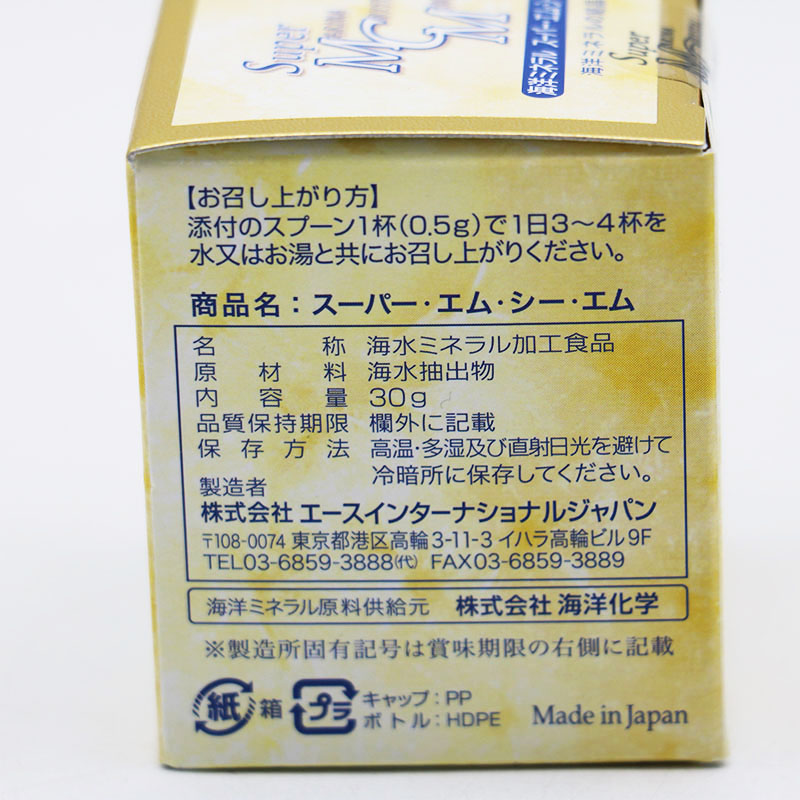 Super
MCM
海洋ミネラル
Super
【お召し上がり方】
添付のスプーン1杯(0.5g)で1日3〜4杯を
水又はお湯と共にお召し上がりください。
商品名：スーパー・エム・シー・エム
名称 海水ミネラル加工食品
原材料 海水抽出物
内容量 30g
品質保持期限 欄外に記載
保存方法 高温・多湿及び直射日光を避けて
冷暗所に保存してください。
製造者
株式会社 エースインターナショナルジャパン
〒108-0074 東京都港区高輪3-11-3 イハラ高輪ビル9F
TEL03-6859-3888㈹ FAX03-6859-3889
海洋ミネラル原料供給元 株式会社 海洋化学
※製造所固有記号は賞味期限の右側に記載
紙 箱 プラ キャップ：PP
ボトル：HDPE
Made in Japan